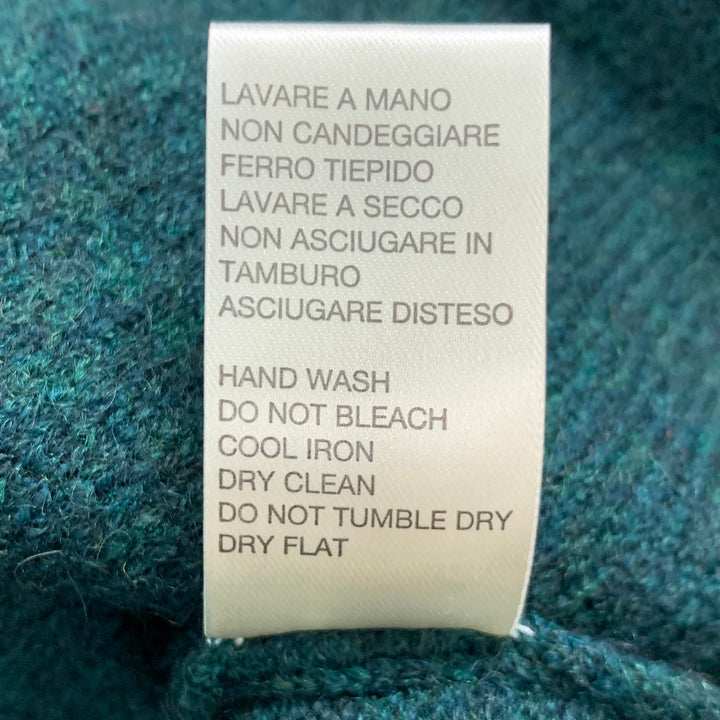 LAVARE A MANO
NON CANDEGGIARE
FERRO TIEPIDO
LAVARE A SECCO
NON ASCIUGARE IN
TAMBURO
ASCIUGARE DISTESO
HAND WASH
DO NOT BLEACH
COOL IRON
DRY CLEAN
DO NOT TUMBLE DRY
DRY FLAT